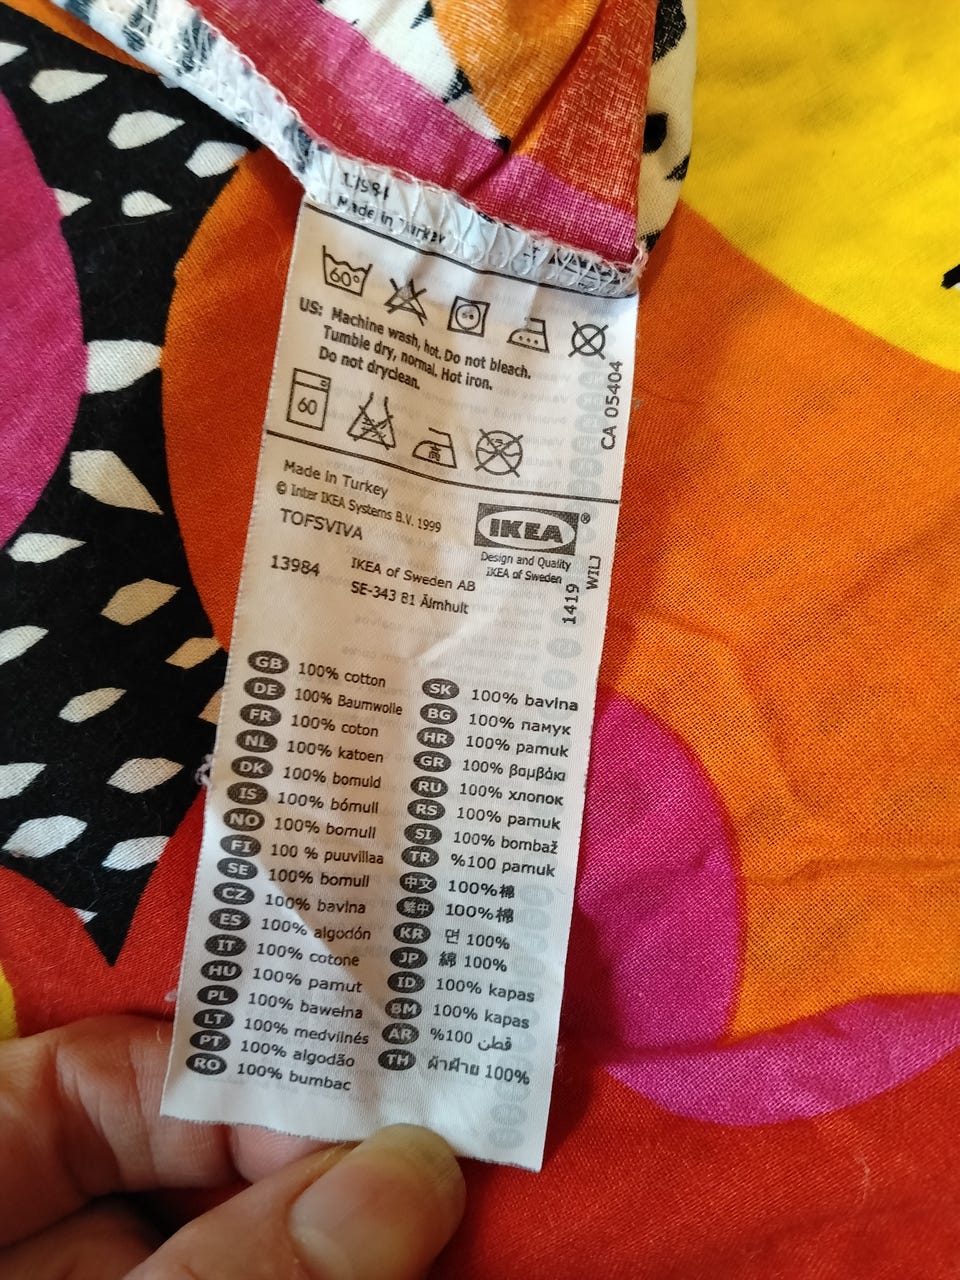 13984
Made in Turkey
60°
US: Machine wash, hot. Do not bleach.
Tumble dry, normal. Hot iron.
Do not dryclean.
60
高
CA 05404
Made in Turkey
© Inter IKEA Systems B.V. 1999
TOFSVIVA
13984
IKEA of Sweden AB
SE-343 81 Älmhult
IKEA®
Design and Quality
IKEA of Sweden
1419
WILJ
GB 100% cotton
DE 100% Baumwolle
FR 100% coton
NL 100% katoen
DK 100% bomuld
IS 100% bómull
NO 100% bomull
FI 100 % puuvillaa
SE 100% bomull
CZ 100% bavlna
ES 100% algodón
IT 100% cotone
HU 100% pamut
PL 100% bawełna
LT 100% medvilnės
PT 100% algodão
RO 100% bumbac
SK 100% bavlna
BG 100% памук
HR 100% pamuk
GR 100% βαμβάκι
RU 100% хлопок
RS 100% pamuk
SI 100% bombaž
TR %100 pamuk
中文 100%棉
繁中 100%棉
KR 면 100%
JP 綿 100%
ID 100% kapas
BM 100% kapas
AR %100 قطن
TH ผ้าฝ้าย 100%